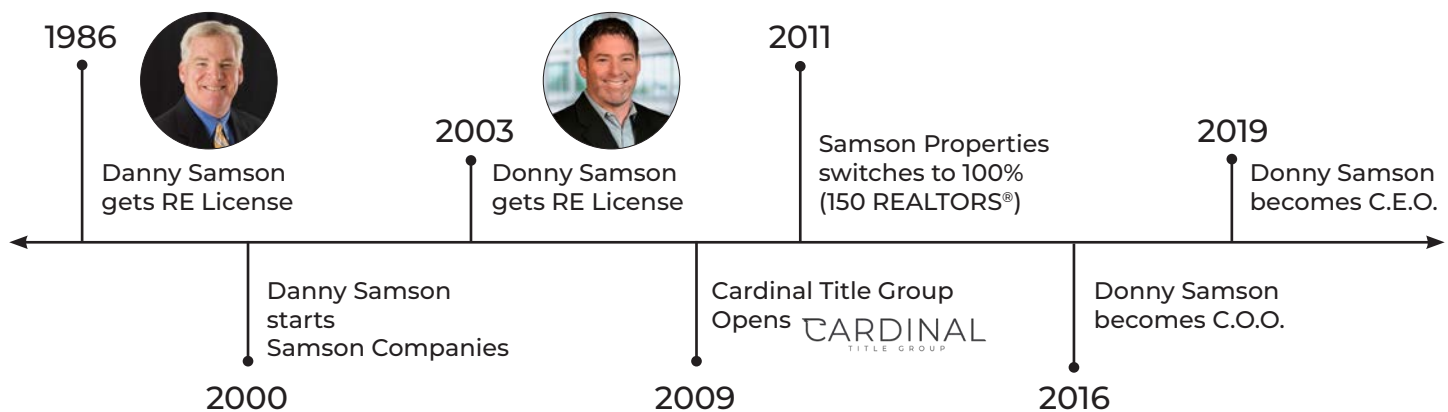 1986
Danny Samson
gets RE License
2000
Danny Samson
starts
Samson Companies
2003
Donny Samson
gets RE License
2009
Cardinal Title Group
Opens
CARDINAL
TITLE GROUP
2011
Samson Properties
switches to 100%
(150 REALTORS®)
2016
Donny Samson
becomes C.O.O.
2019
Donny Samson
becomes C.E.O.